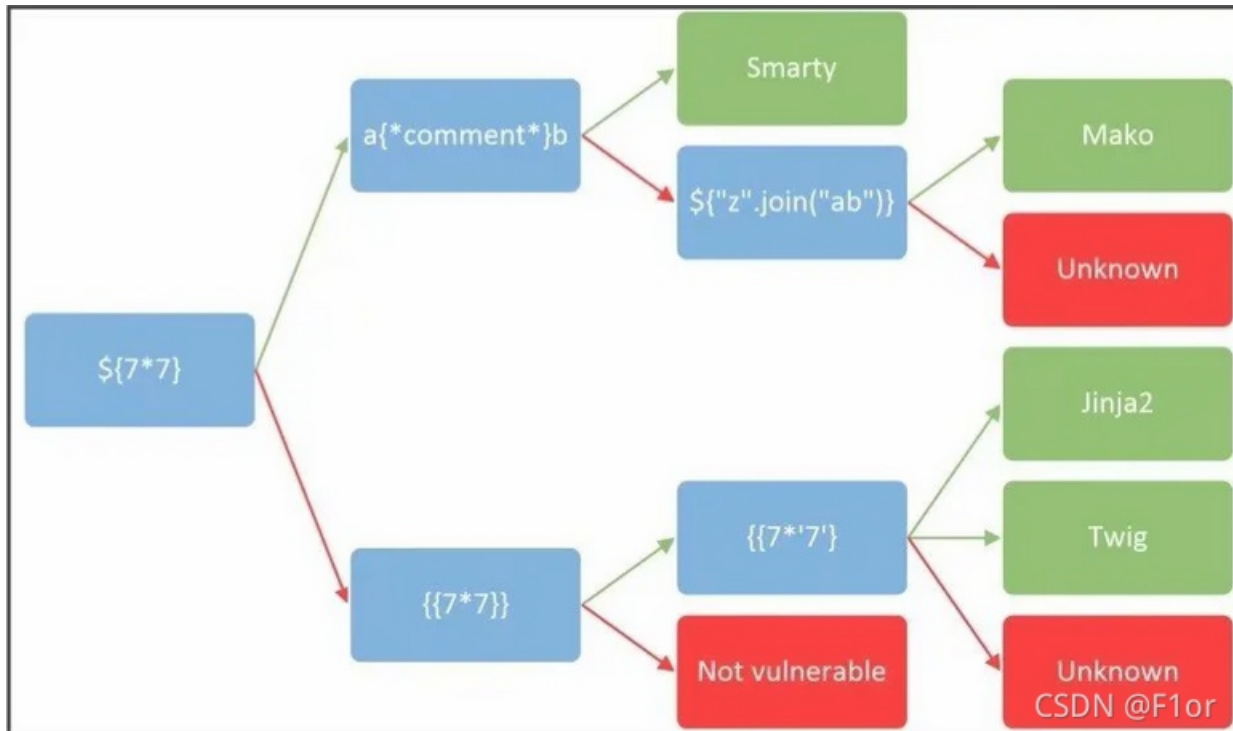 Smarty
a{*comment*}b
Mako
${"z".join("ab")}
Unknown
${7*7}
Jinja2
{{7*'7'}
Twig
{{7*7}}
Not vulnerable
Unknown
CSDN @F1or